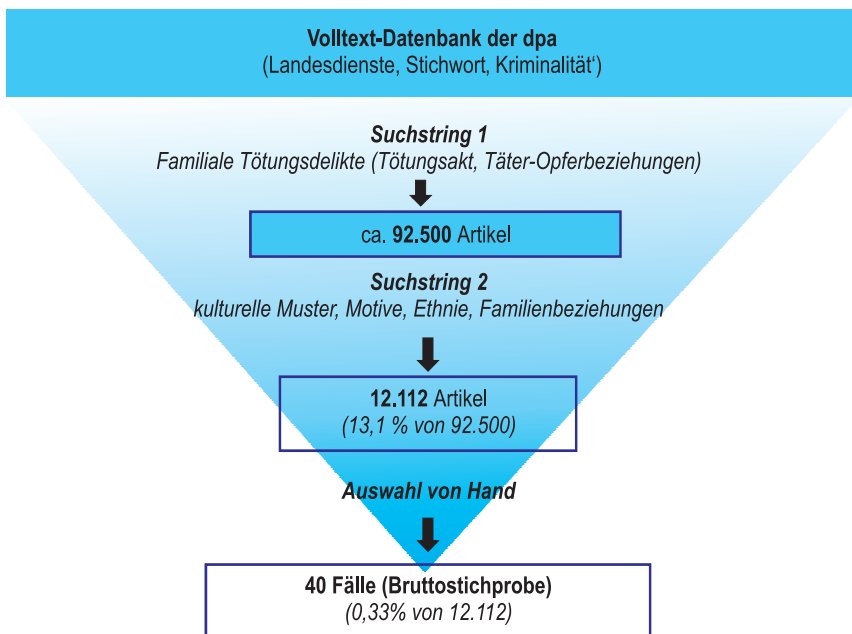 Volltext-Datenbank der dpa
(Landesdienste, Stichwort, Kriminalität‘)
Suchstring 1
Familiale Tötungsdelikte (Tötungsakt, Täter-Opferbeziehungen)
ca. 92.500 Artikel
Suchstring 2
kulturelle Muster, Motive, Ethnie, Familienbeziehungen
12.112 Artikel
(13,1 % von 92.500)
Auswahl von Hand
40 Fälle (Bruttostichprobe)
(0,33% von 12.112)